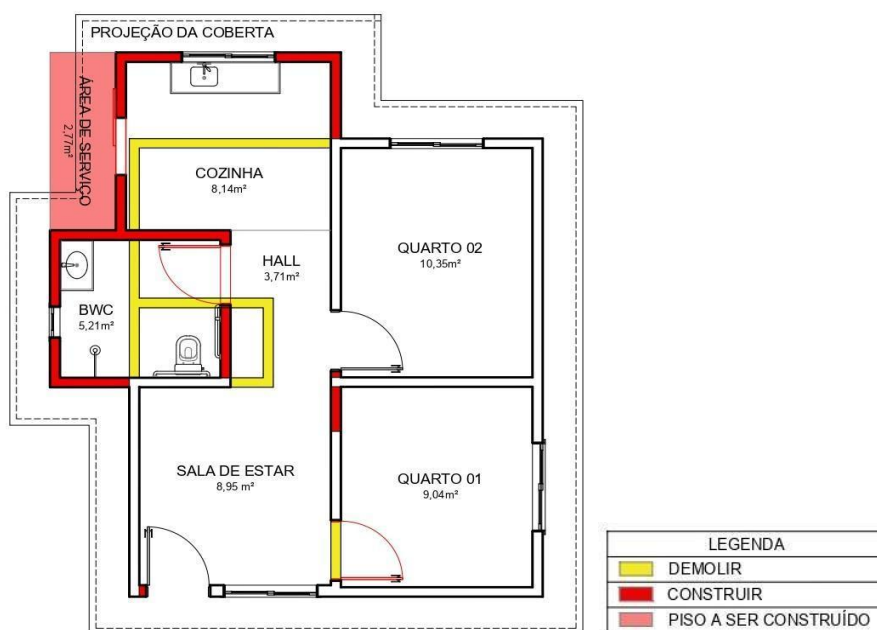 PROJEÇÃO DA COBERTA
ÁREA DE SERVIÇO
2,77m²
COZINHA
8,14m²
HALL
3,71m²
QUARTO 02
10,35m²
BWC
5,21m²
SALA DE ESTAR
8,95 m²
QUARTO 01
9,04m²
LEGENDA
DEMOLIR
CONSTRUIR
PISO A SER CONSTRUÍDO